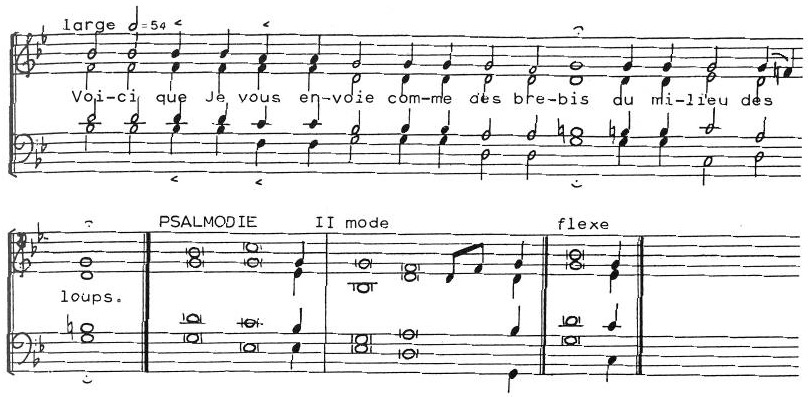 large ♩=54
Voi-ci que Je vous en-voie com-me des bre-bis du mi-lieu des
PSALMODIE II mode flexe
loups.